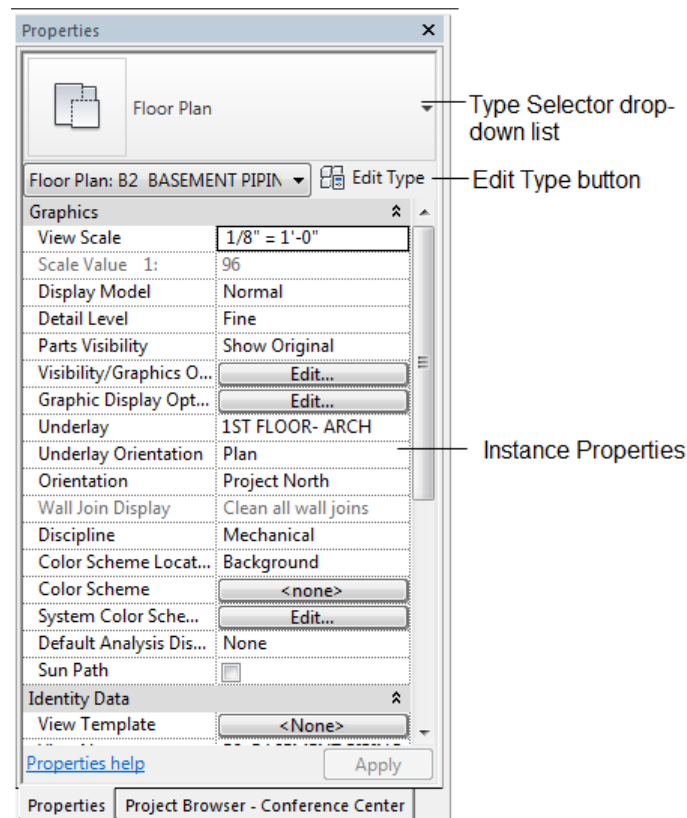 Properties
Floor Plan
Type Selector drop-
down list
Floor Plan: B2 BASEMENT PIPIN
Edit Type
Edit Type button
Graphics
View Scale 1/8" = 1'-0"
Scale Value 1: 96
Display Model Normal
Detail Level Fine
Parts Visibility Show Original
Visibility/Graphics O... Edit...
Graphic Display Opt... Edit...
Underlay 1ST FLOOR- ARCH
Underlay Orientation Plan
Instance Properties
Orientation Project North
Wall Join Display Clean all wall joins
Discipline Mechanical
Color Scheme Locat... Background
Color Scheme <none>
System Color Sche... Edit...
Default Analysis Dis... None
Sun Path
Identity Data
View Template <None>
Properties help
Apply
Properties
Project Browser - Conference Center